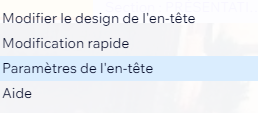 Modifier le design de l'en-tête
Modification rapide
Paramètres de l'en-tête
Aide